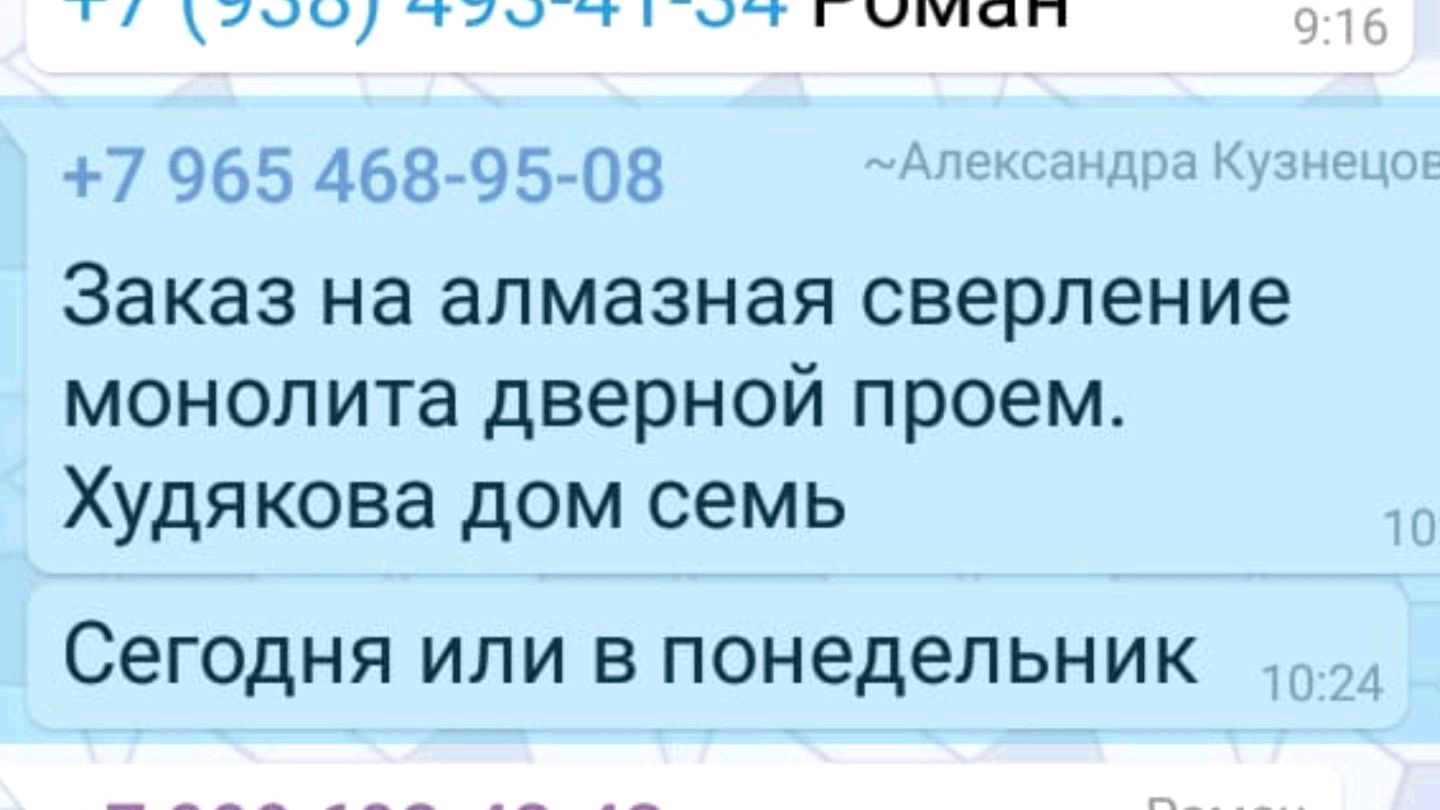 +7 (938) 493-41-34 Роман
9:16
+7 965 468-95-08 ~Александра Кузнецов
Заказ на алмазная сверление
монолита дверной проем.
Худякова дом семь
10:
Сегодня или в понедельник
10:24
Роман